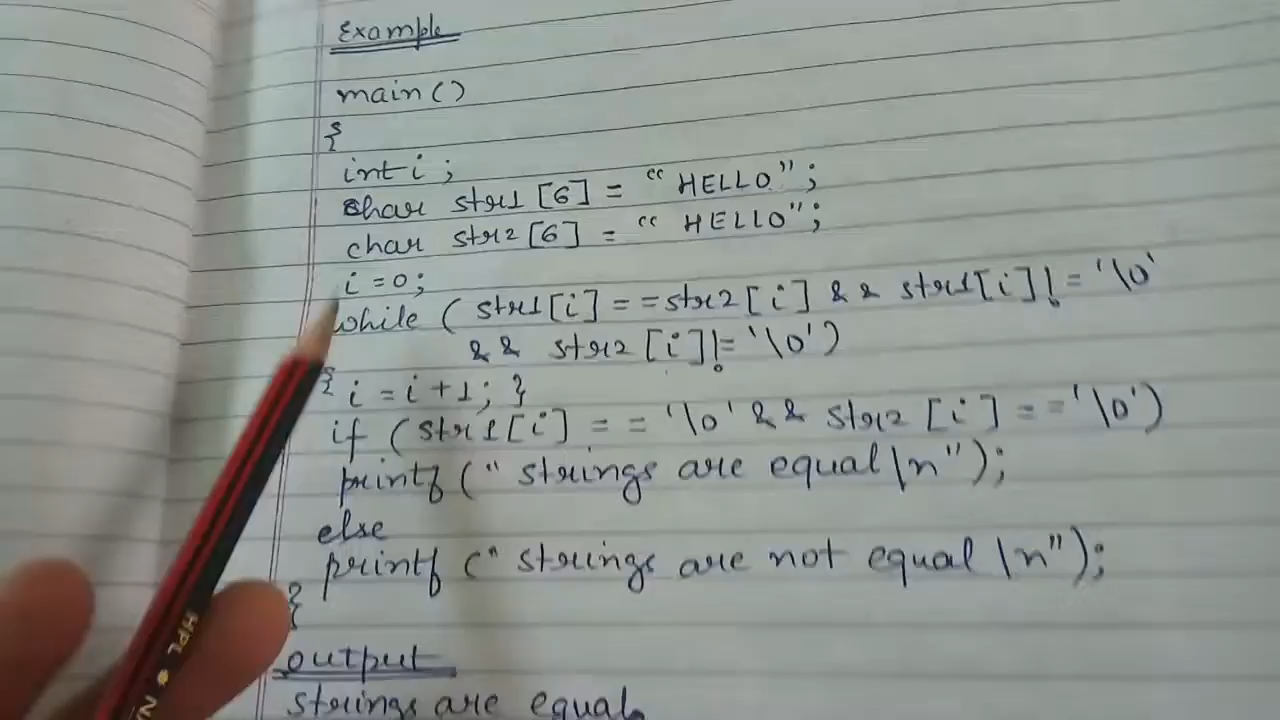 Example
main()
{
int i ;
char str1 [6] = "HELLO" ;
char str2 [6] = "HELLO";
i = 0;
while ( str1[i] == str2 [i] && str1[i] != '\0'
&& str2 [i] != '\0')
{ i = i + 1; }
if (str1[i] == '\0' && str2 [i] == '\0')
printf (" strings are equal \n");
else
printf (" strings are not equal \n");
}
output
strings are equal.
HPL